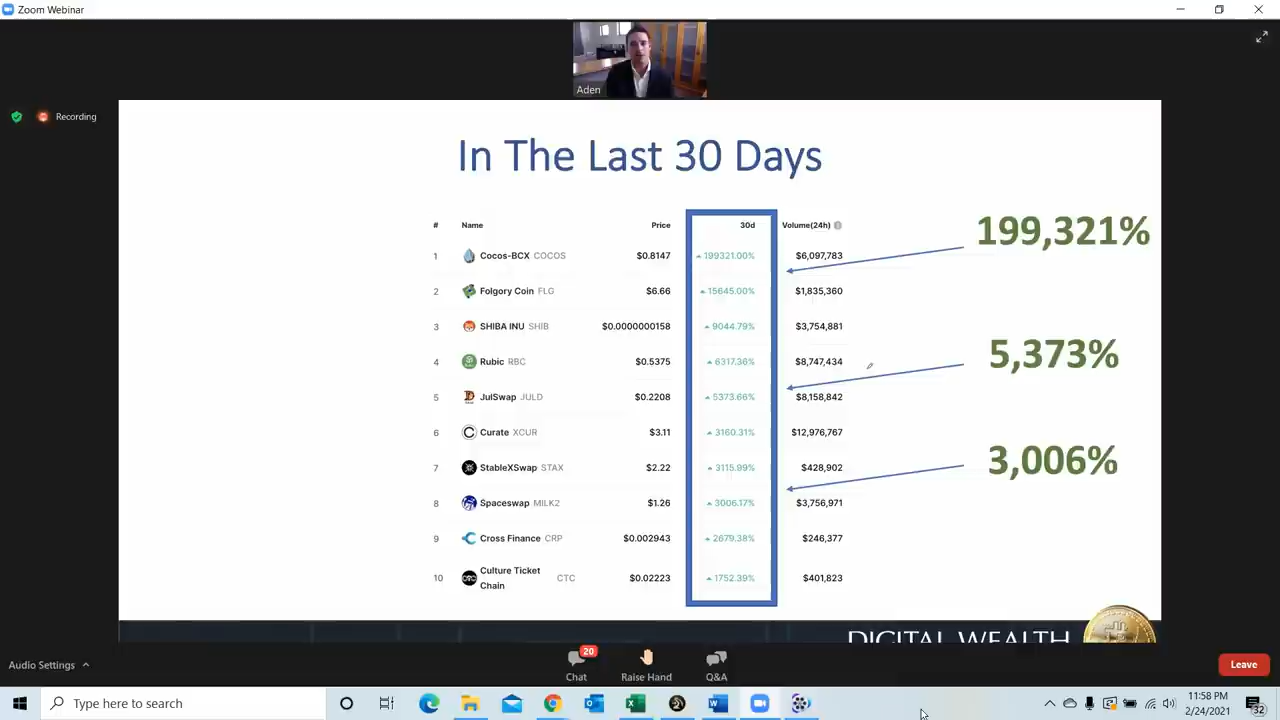 Zoom Webinar
Aden
Recording
In The Last 30 Days
# Name Price 30d Volume(24h)
1 Cocos-BCX COCOS $0.8147 199321.00% $6,097,783
2 Folgory Coin FLG $6.66 15645.00% $1,835,360
3 SHIBA INU SHIB $0.0000000158 9044.79% $3,754,881
4 Rubic RBC $0.5375 6317.36% $8,747,434
5 JulSwap JULD $0.2208 5373.66% $8,158,842
6 Curate XCUR $3.11 3160.31% $12,976,767
7 StableXSwap STAX $2.22 3115.99% $428,902
8 Spaceswap MILK2 $1.26 3006.17% $3,756,971
9 Cross Finance CRP $0.002943 2679.38% $246,377
10 Culture Ticket Chain CTC $0.02223 1752.39% $401,823
199,321%
5,373%
3,006%
DIGITAL WEALTH
Audio Settings
20
Chat
Raise Hand
Q&A
Leave
Type here to search
11:58 PM
2/24/2021
32